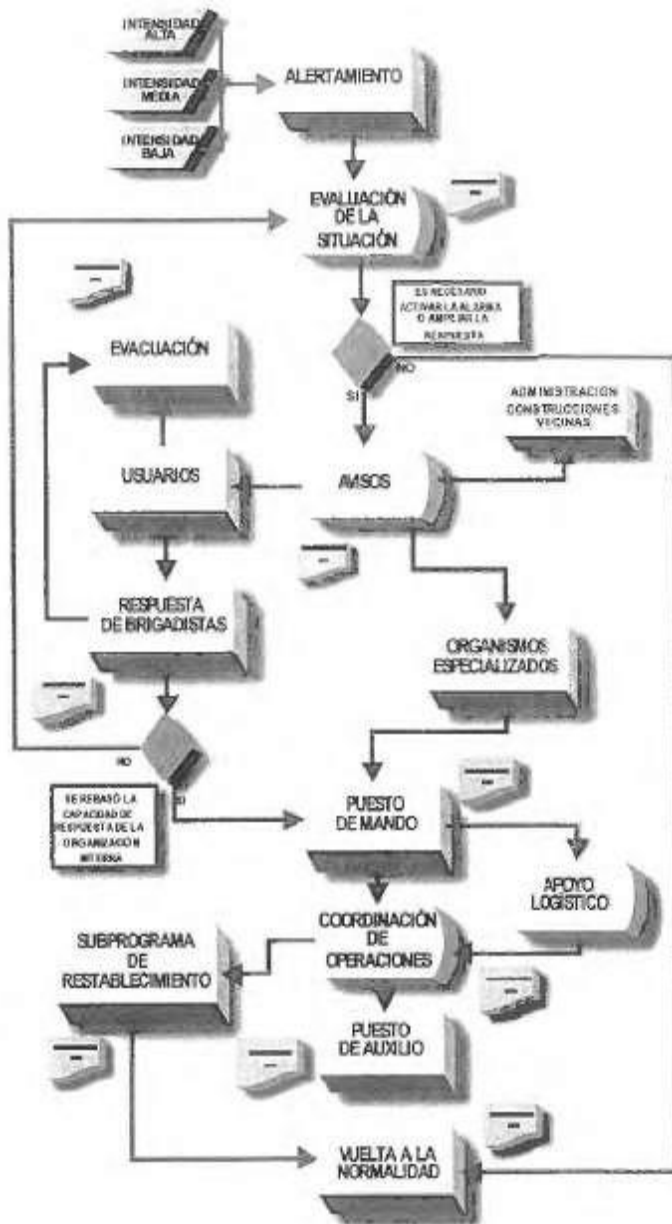 INTENSIDAD
ALTA
INTENSIDAD
MEDIA
INTENSIDAD
BAJA
ALERTAMIENTO
EVALUACIÓN
DE LA
SITUACIÓN
ES NECESARIO
ACTIVAR LA ALARMA
O AMPLIAR LA
RESPUESTA
NO
SI
EVACUACIÓN
ADMINISTRACION
CONSTRUCCIONES
VECINAS
USUARIOS
AVISOS
RESPUESTA
DE BRIGADISTAS
ORGANISMOS
ESPECIALIZADOS
NO
SI
SE REBASÓ LA
CAPACIDAD DE
RESPUESTA DE LA
ORGANIZACIÓN
INTERNA
PUESTO
DE MANDO
APOYO
LOGÍSTICO
SUBPROGRAMA
DE
RESTABLECIMIENTO
COORDINACIÓN
DE
OPERACIONES
PUESTO
DE AUXILIO
VUELTA A LA
NORMALIDAD